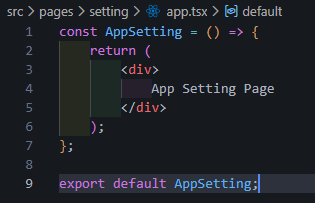 src > pages > setting > app.tsx > default
1 const AppSetting = () => {
2     return (
3         <div>
4             App Setting Page
5         </div>
6     );
7 };
8
9 export default AppSetting;